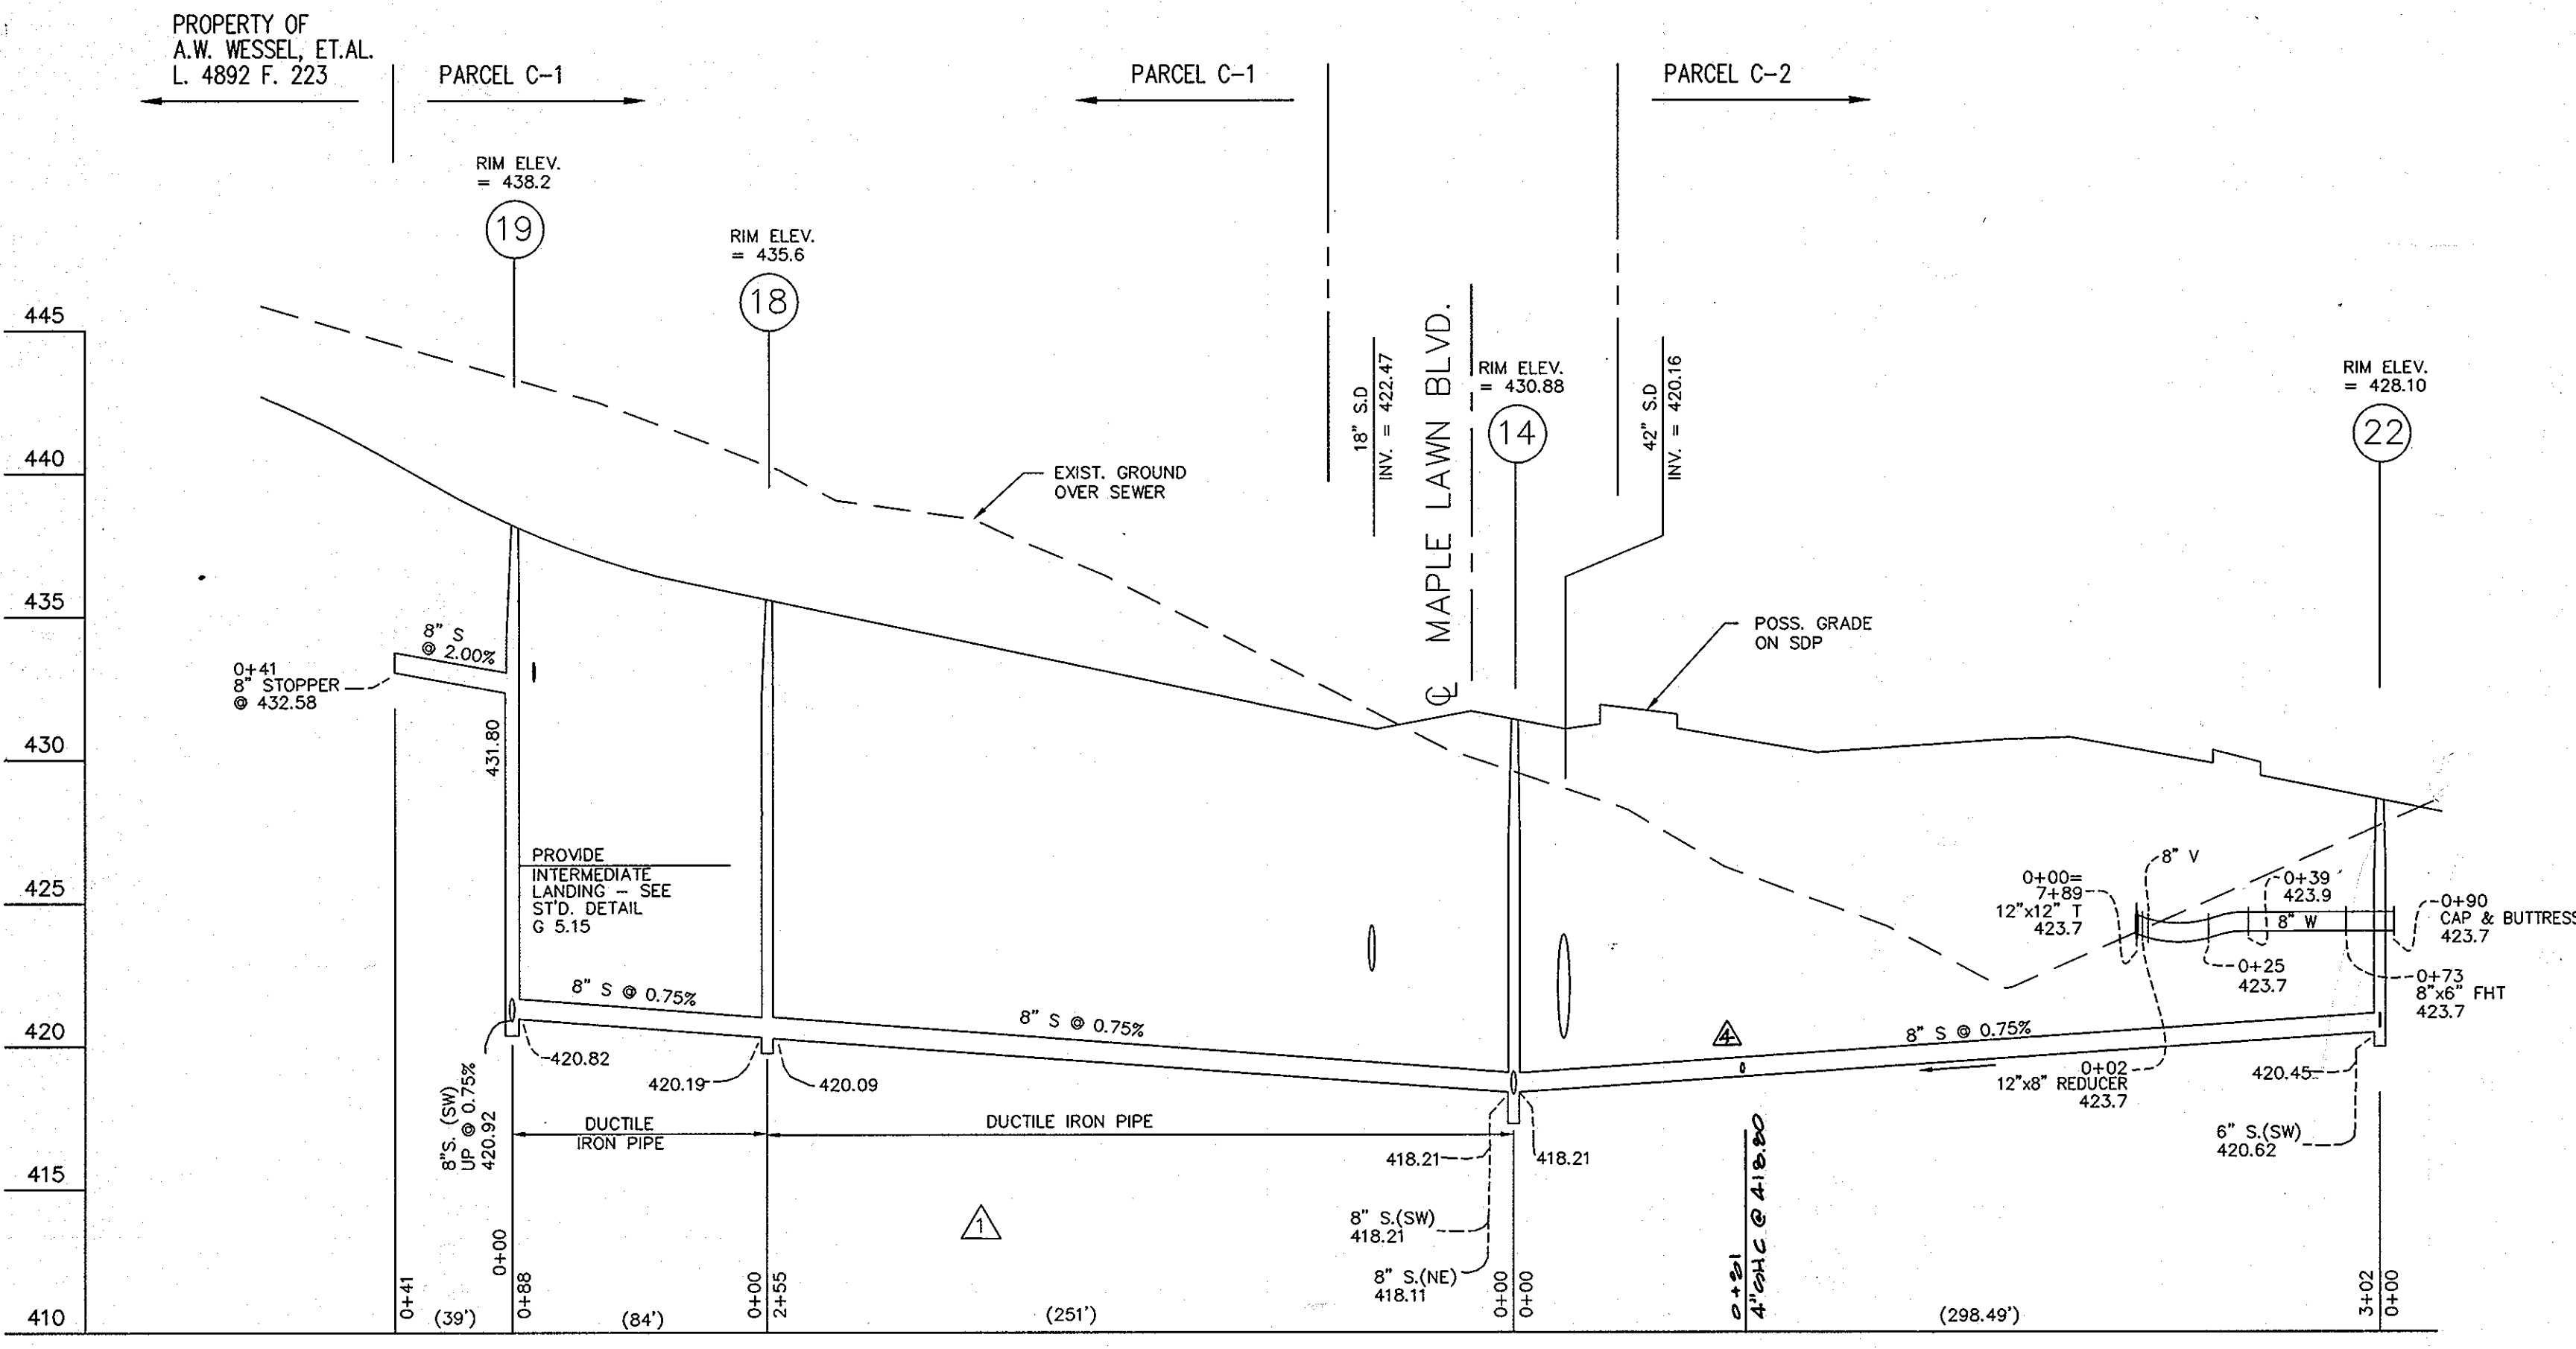 PROPERTY OF
A.W. WESSEL, ET.AL.
L. 4892 F. 223
PARCEL C-1
PARCEL C-1
PARCEL C-2
RIM ELEV.
= 438.2
19
RIM ELEV.
= 435.6
18
RIM ELEV.
= 430.88
14
RIM ELEV.
= 428.10
22
18" S.D
INV. = 422.47
℄ MAPLE LAWN BLVD.
42" S.D
INV. = 420.16
445
440
435
430
425
420
415
410
EXIST. GROUND
OVER SEWER
POSS. GRADE
ON SDP
8" S
@ 2.00%
0+41
8" STOPPER
@ 432.58
431.80
PROVIDE
INTERMEDIATE
LANDING - SEE
ST'D. DETAIL
G 5.15
8" V
0+00=
7+89
12"x12" T
423.7
0+39
423.9
8" W
0+90
CAP & BUTTRESS
423.7
0+25
423.7
0+73
8"x6" FHT
423.7
8" S @ 0.75%
8" S @ 0.75%
4
8" S @ 0.75%
0+02
12"x8" REDUCER
423.7
420.82
420.19
420.09
420.45
8"S. (SW)
UP @ 0.75%
420.92
DUCTILE
IRON PIPE
DUCTILE IRON PIPE
418.21
418.21
6" S.(SW)
420.62
8" S.(SW)
418.21
8" S.(NE)
418.11
1
0+81
4"SHC @ 418.80
0+41
(39')
0+00
0+88
(84')
0+00
2+55
(251')
0+00
0+00
(298.49')
3+02
0+00